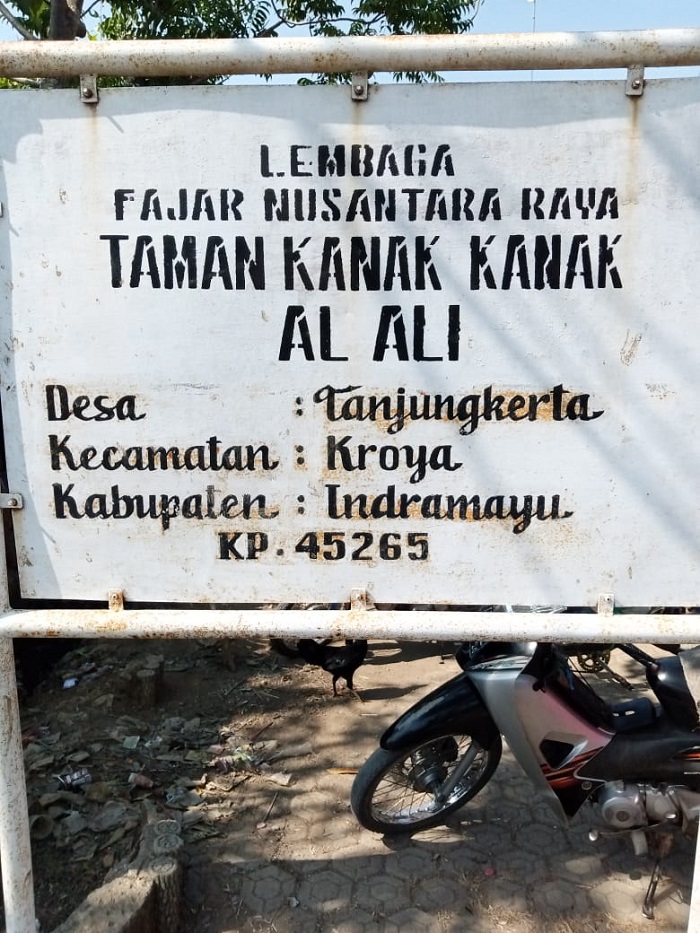 LEMBAGA
FAJAR NUSANTARA RAYA
TAMAN KANAK KANAK
AL ALI
Desa : Tanjungkerta
Kecamatan : Kroya
Kabupaten : Indramayu
KP. 45265